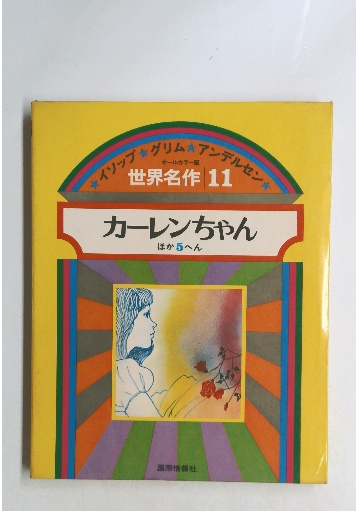 ★イソップ★グリム★アンデルセン★
オールカラー版
世界名作 11
カーレンちゃん
ほか5へん
国際情報社